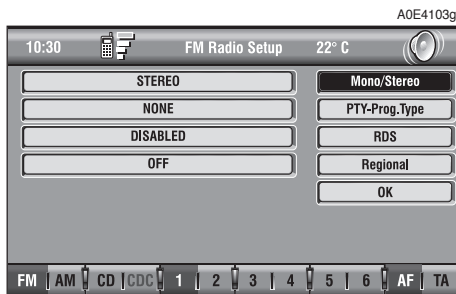 A0E4103g
10:30 FM Radio Setup 22° C
STEREO Mono/Stereo
NONE PTY-Prog.Type
DISABLED RDS
OFF Regional
OK
FM AM CD CDC 1 2 3 4 5 6 AF TA